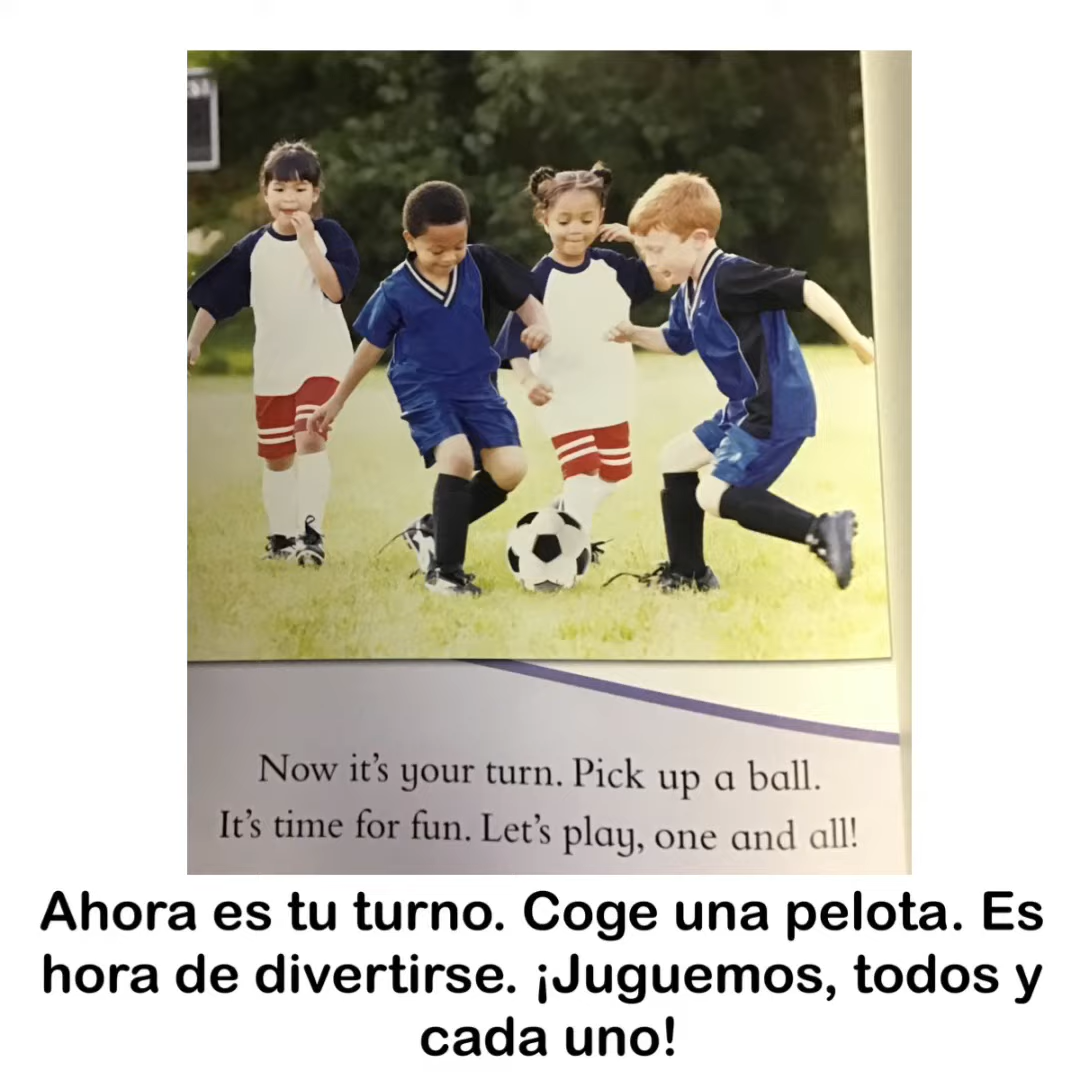 Now it's your turn. Pick up a ball.
It's time for fun. Let's play, one and all!
Ahora es tu turno. Coge una pelota. Es
hora de divertirse. ¡Juguemos, todos y
cada uno!